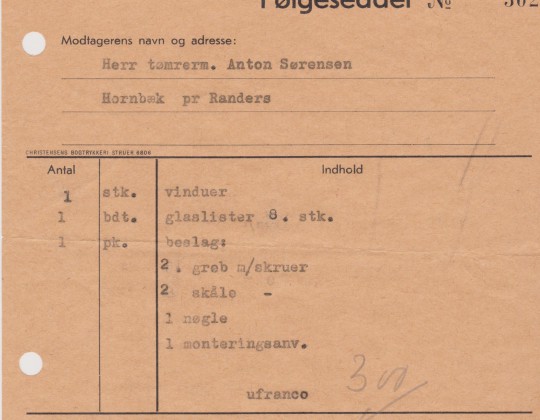 Følgeseddel № 302
Modtagerens navn og adresse:
Herr tømrerm. Anton Sørensen
Hornbæk pr Randers
CHRISTENSENS BOGTRYKKERI STRUER 6806
Antal Indhold
1 stk. vinduer
1 bdt. glaslister 8. stk.
1 pk. beslag:
2. greb m/skruer
2 skåle -
1 nøgle
1 monteringsanv.
300
ufranco